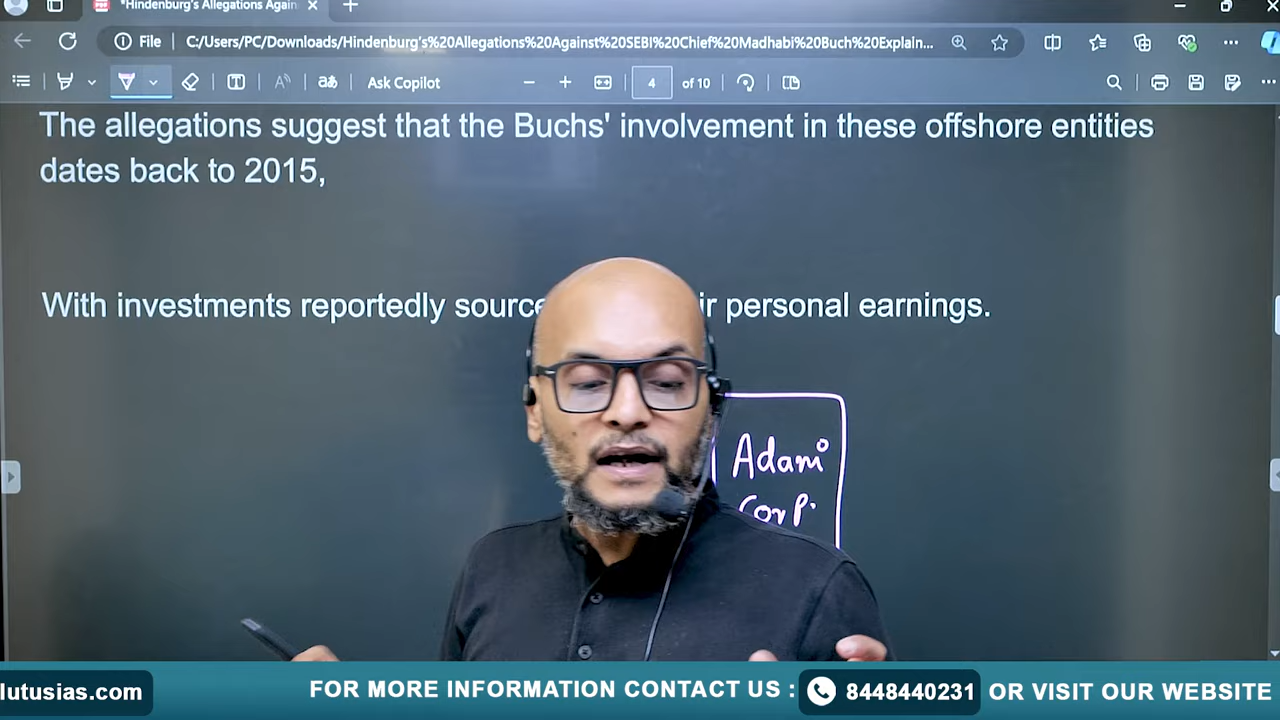 *Hindenburg's Allegations Again
File C:/Users/PC/Downloads/Hindenburg's%20Allegations%20Against%20SEBI%20Chief%20Madhabi%20Buch%20Explain...
aあ Ask Copilot 4 of 10
The allegations suggest that the Buchs' involvement in these offshore entities
dates back to 2015,
With investments reportedly source ir personal earnings.
Adani
Corp.
lutusias.com FOR MORE INFORMATION CONTACT US : 8448440231 OR VISIT OUR WEBSITE